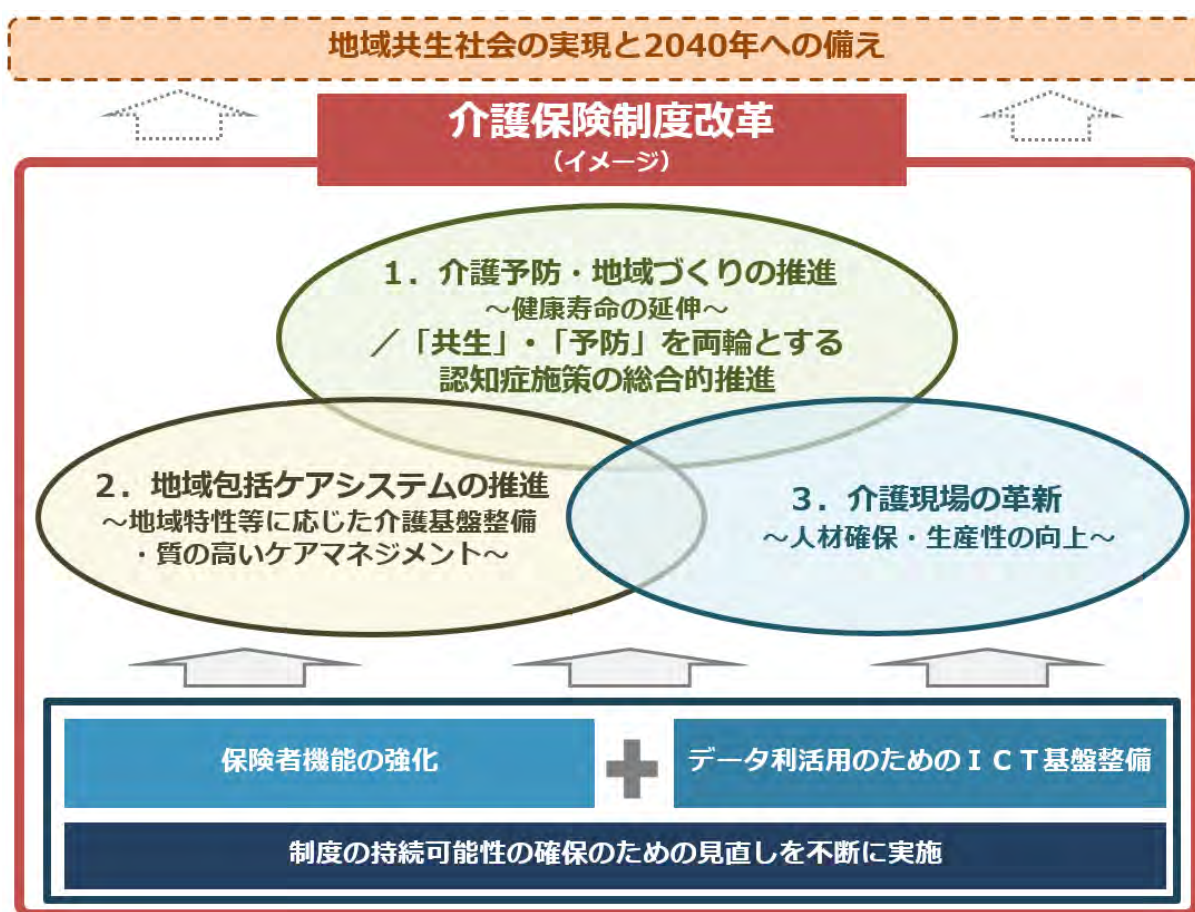 地域共生社会の実現と2040年への備え
介護保険制度改革
（イメージ）
１．介護予防・地域づくりの推進
～健康寿命の延伸～
／「共生」・「予防」を両輪とする
認知症施策の総合的推進
２．地域包括ケアシステムの推進
～地域特性等に応じた介護基盤整備
・質の高いケアマネジメント～
３．介護現場の革新
～人材確保・生産性の向上～
保険者機能の強化
データ利活用のためのＩＣＴ基盤整備
制度の持続可能性の確保のための見直しを不断に実施